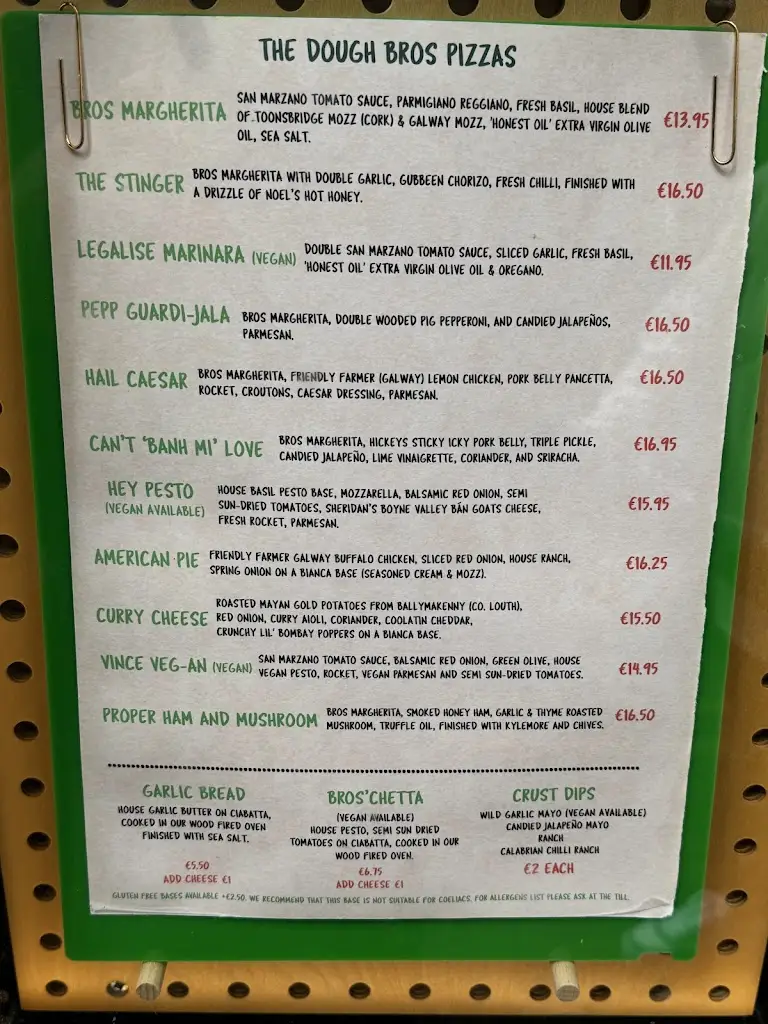 THE DOUGH BROS PIZZAS
BROS MARGHERITA
SAN MARZANO TOMATO SAUCE, PARMIGIANO REGGIANO, FRESH BASIL, HOUSE BLEND
OF TOONSBRIDGE MOZZ (CORK) & GALWAY MOZZ, 'HONEST OIL' EXTRA VIRGIN OLIVE
OIL, SEA SALT.
€13.95
THE STINGER
BROS MARGHERITA WITH DOUBLE GARLIC, GUBBEEN CHORIZO, FRESH CHILLI, FINISHED WITH
A DRIZZLE OF NOEL'S HOT HONEY.
€16.50
LEGALISE MARINARA (VEGAN)
DOUBLE SAN MARZANO TOMATO SAUCE, SLICED GARLIC, FRESH BASIL,
'HONEST OIL' EXTRA VIRGIN OLIVE OIL & OREGANO.
€11.95
PEPP GUARDI-JALA
BROS MARGHERITA, DOUBLE WOODED PIG PEPPERONI, AND CANDIED JALAPEÑOS,
PARMESAN.
€16.50
HAIL CAESAR
BROS MARGHERITA, FRIENDLY FARMER (GALWAY) LEMON CHICKEN, PORK BELLY PANCETTA,
ROCKET, CROUTONS, CAESAR DRESSING, PARMESAN.
€16.50
CAN'T 'BANH MI' LOVE
BROS MARGHERITA, HICKEYS STICKY ICKY PORK BELLY, TRIPLE PICKLE,
CANDIED JALAPEÑO, LIME VINAIGRETTE, CORIANDER, AND SRIRACHA.
€16.95
HEY PESTO
(VEGAN AVAILABLE)
HOUSE BASIL PESTO BASE, MOZZARELLA, BALSAMIC RED ONION, SEMI
SUN-DRIED TOMATOES, SHERIDAN'S BOYNE VALLEY BÁN GOATS CHEESE,
FRESH ROCKET, PARMESAN.
€15.95
AMERICAN PIE
FRIENDLY FARMER GALWAY BUFFALO CHICKEN, SLICED RED ONION, HOUSE RANCH,
SPRING ONION ON A BIANCA BASE (SEASONED CREAM & MOZZ).
€16.25
CURRY CHEESE
ROASTED MAYAN GOLD POTATOES FROM BALLYMAKENNY (CO. LOUTH),
RED ONION, CURRY AIOLI, CORIANDER, COOLATIN CHEDDAR,
CRUNCHY LIL' BOMBAY POPPERS ON A BIANCA BASE.
€15.50
VINCE VEG-AN (VEGAN)
SAN MARZANO TOMATO SAUCE, BALSAMIC RED ONION, GREEN OLIVE, HOUSE
VEGAN PESTO, ROCKET, VEGAN PARMESAN AND SEMI SUN-DRIED TOMATOES.
€14.95
PROPER HAM AND MUSHROOM
BROS MARGHERITA, SMOKED HONEY HAM, GARLIC & THYME ROASTED
MUSHROOM, TRUFFLE OIL, FINISHED WITH KYLEMORE AND CHIVES.
€16.50
GARLIC BREAD
HOUSE GARLIC BUTTER ON CIABATTA,
COOKED IN OUR WOOD FIRED OVEN
FINISHED WITH SEA SALT.
€5.50
ADD CHEESE €1
BROS'CHETTA
(VEGAN AVAILABLE)
HOUSE PESTO, SEMI SUN DRIED
TOMATOES ON CIABATTA, COOKED IN OUR
WOOD FIRED OVEN.
€6.75
ADD CHEESE €1
CRUST DIPS
WILD GARLIC MAYO (VEGAN AVAILABLE)
CANDIED JALAPEÑO MAYO
RANCH
CALABRIAN CHILLI RANCH
€2 EACH
GLUTEN FREE BASES AVAILABLE +€2.50. WE RECOMMEND THAT THIS BASE IS NOT SUITABLE FOR COELIACS. FOR ALLERGENS LIST PLEASE ASK AT THE TILL.